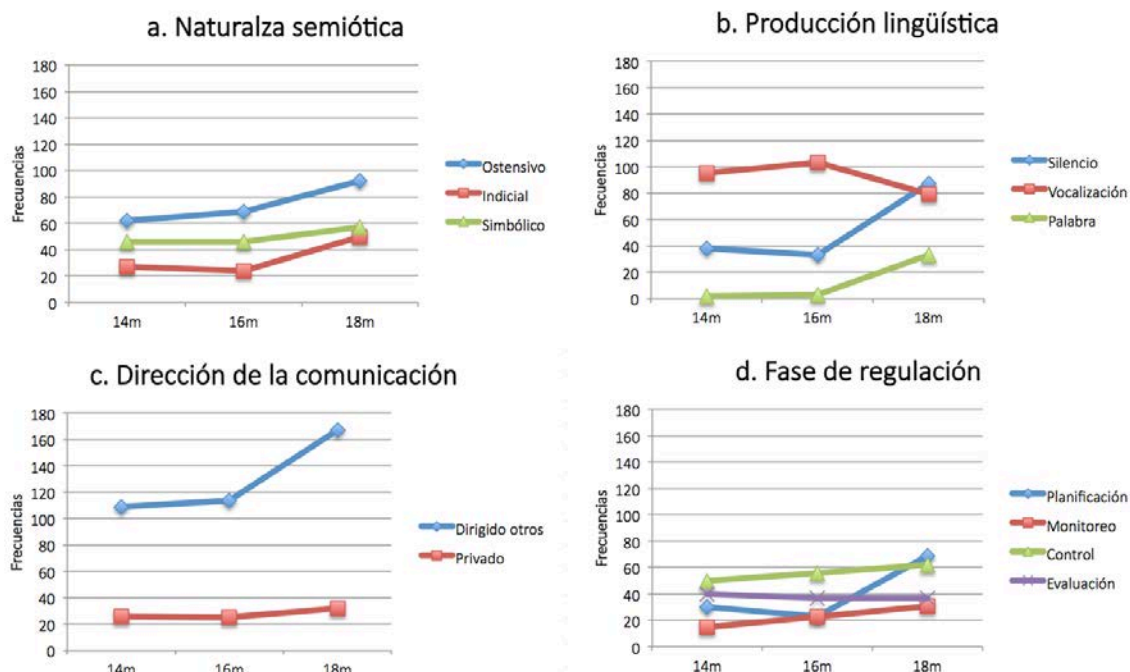 a. Naturalza semiótica
Frecuencias
180
160
140
120
100
80
60
40
20
0
14m
16m
18m
Ostensivo
Indicial
Simbólico
b. Producción lingüística
Fecuencias
180
160
140
120
100
80
60
40
20
0
14m
16m
18m
Silencio
Vocalización
Palabra
c. Dirección de la comunicación
Frecuencias
180
160
140
120
100
80
60
40
20
0
14m
16m
18m
Dirigido otros
Privado
d. Fase de regulación
Frecuencias
180
160
140
120
100
80
60
40
20
0
14m
16m
18m
Planificación
Monitoreo
Control
Evaluación